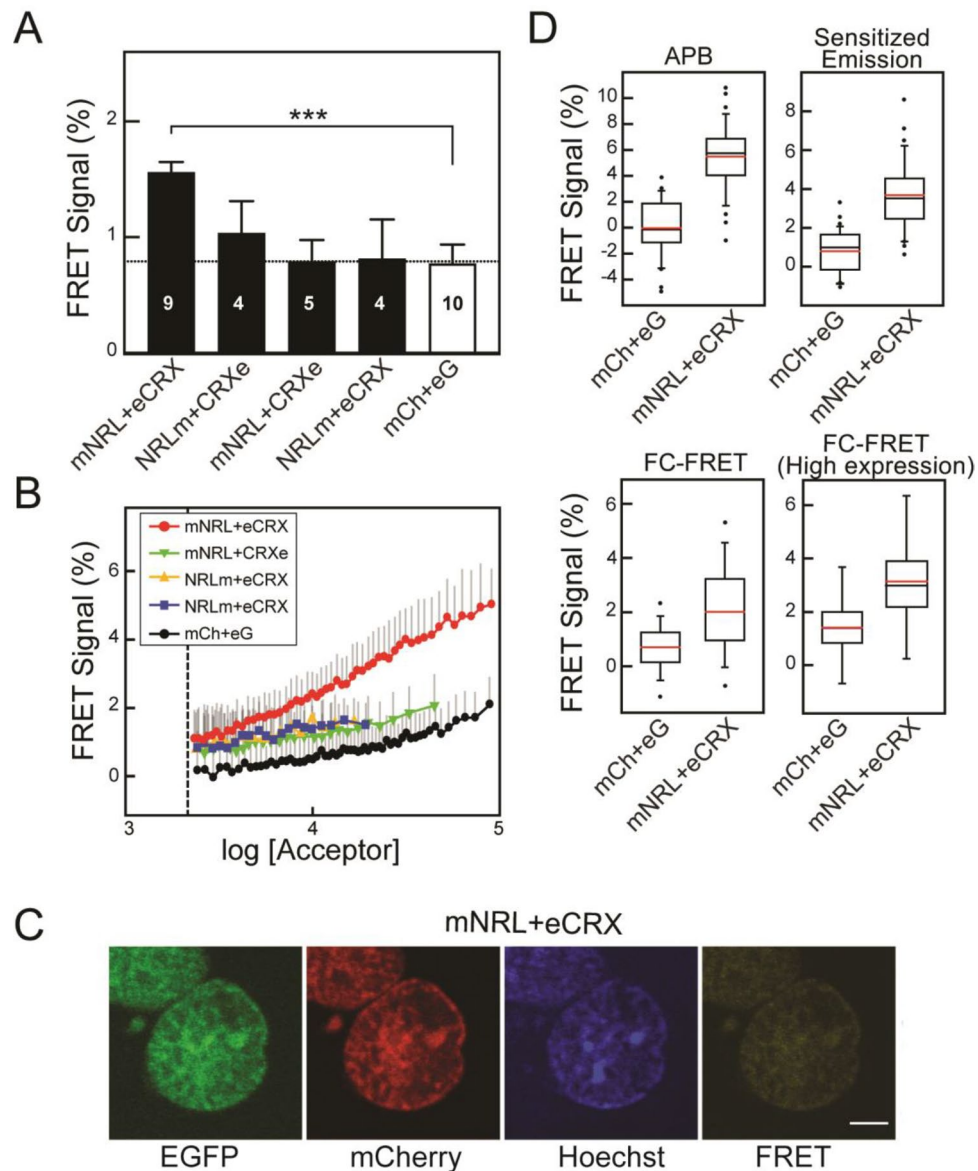 A
FRET Signal (%)
2
1
0
***
9
4
5
4
10
mNRL+eCRX
NRLm+CRXe
mNRL+CRXe
NRLm+eCRX
mCh+eG
B
FRET Signal (%)
6
4
2
0
mNRL+eCRX
mNRL+CRXe
NRLm+eCRX
NRLm+eCRX
mCh+eG
3
4
5
log [Acceptor]
D
APB
FRET Signal (%)
10
8
6
4
2
0
-2
-4
mCh+eG
mNRL+eCRX
Sensitized
Emission
8
6
4
2
0
mCh+eG
mNRL+eCRX
FC-FRET
FRET Signal (%)
6
4
2
0
mCh+eG
mNRL+eCRX
FC-FRET
(High expression)
6
4
2
0
mCh+eG
mNRL+eCRX
C
mNRL+eCRX
EGFP
mCherry
Hoechst
FRET